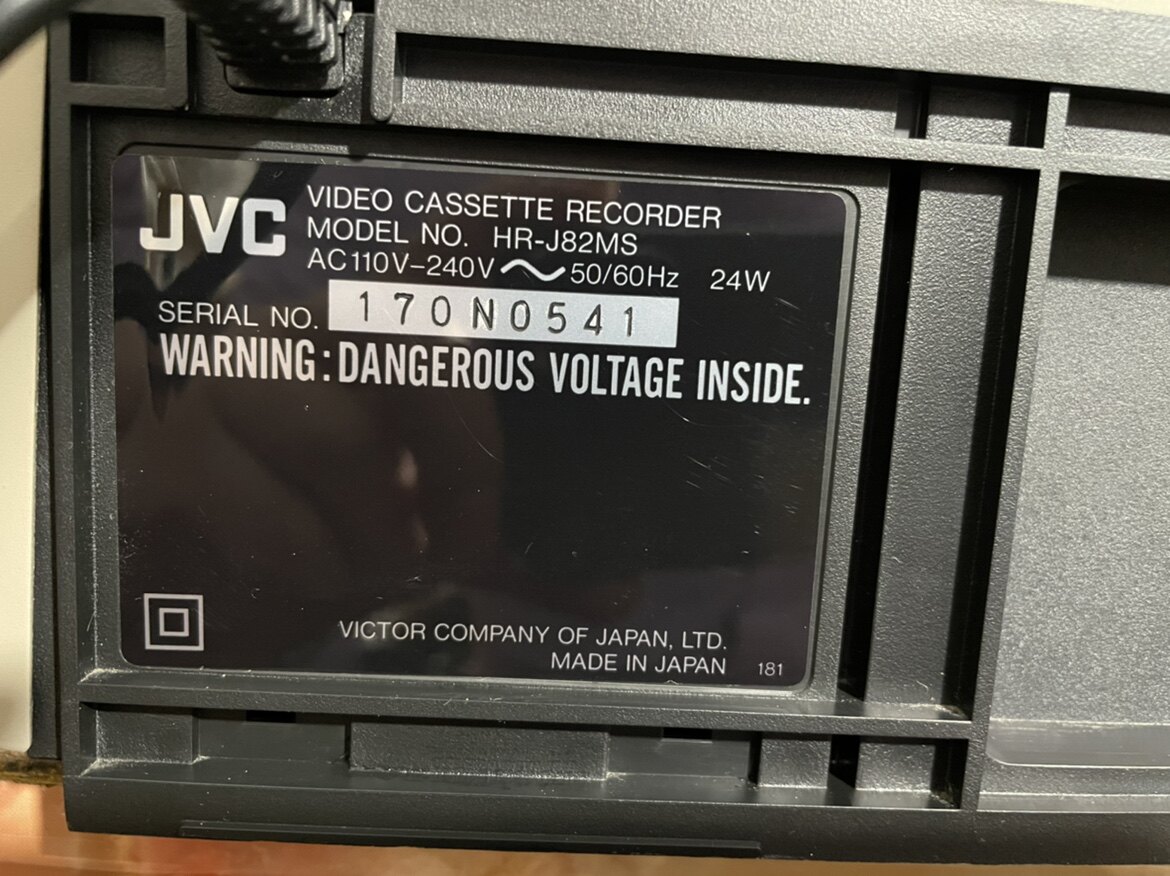 JVC VIDEO CASSETTE RECORDER
MODEL NO. HR-J82MS
AC110V–240V 50/60Hz 24W
SERIAL NO. 170N0541
WARNING: DANGEROUS VOLTAGE INSIDE.
VICTOR COMPANY OF JAPAN, LTD.
MADE IN JAPAN 181